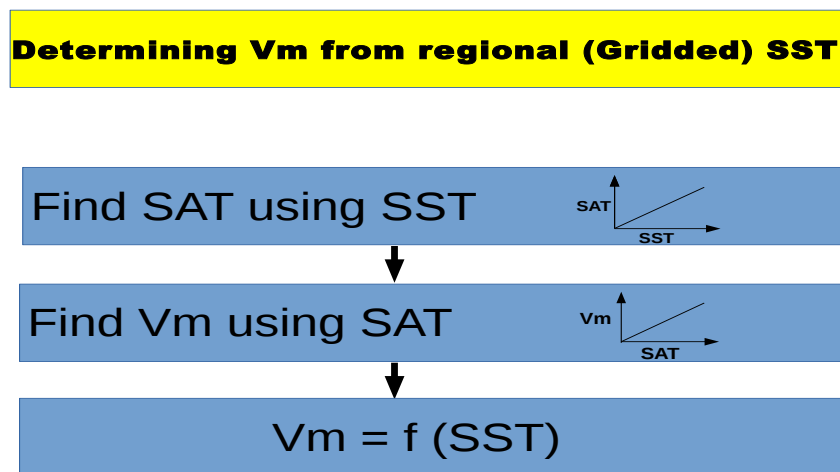 Determining Vm from regional (Gridded) SST
Find SAT using SST
SAT
SST
Find Vm using SAT
Vm
SAT
Vm = f (SST)